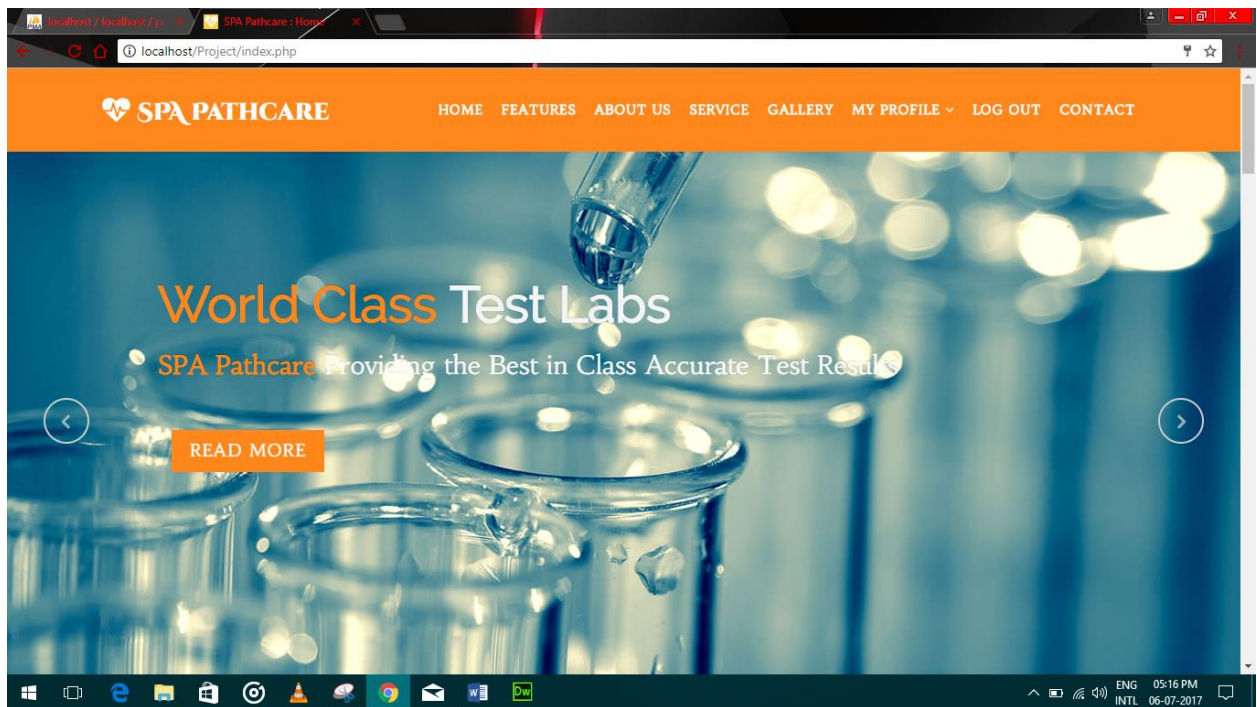 localhost / localhost / p
SPA Pathcare : Home
localhost/Project/index.php
SPA PATHCARE
HOME FEATURES ABOUT US SERVICE GALLERY MY PROFILE LOG OUT CONTACT
World Class Test Labs
SPA Pathcare Providing the Best in Class Accurate Test Results
READ MORE
Dw
ENG 05:16 PM
INTL 06-07-2017